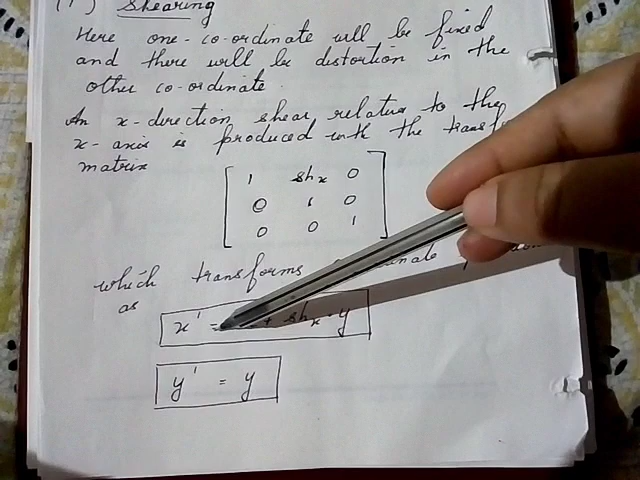 (1) Shearing
Here one-co-ordinate will be fixed
and there will be distortion in the
other co-ordinate.
An x-direction shear relative to the
x-axis is produced with the transf
matrix
1 shx 0
0 1 0
0 0 1
which transforms
as
x' = + shx · y
y' = y